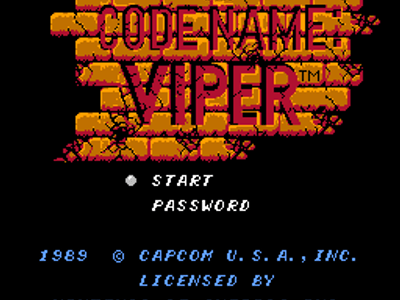 CODE NAME:
VIPER™
START
PASSWORD
1989 © CAPCOM U.S.A., INC.
LICENSED BY